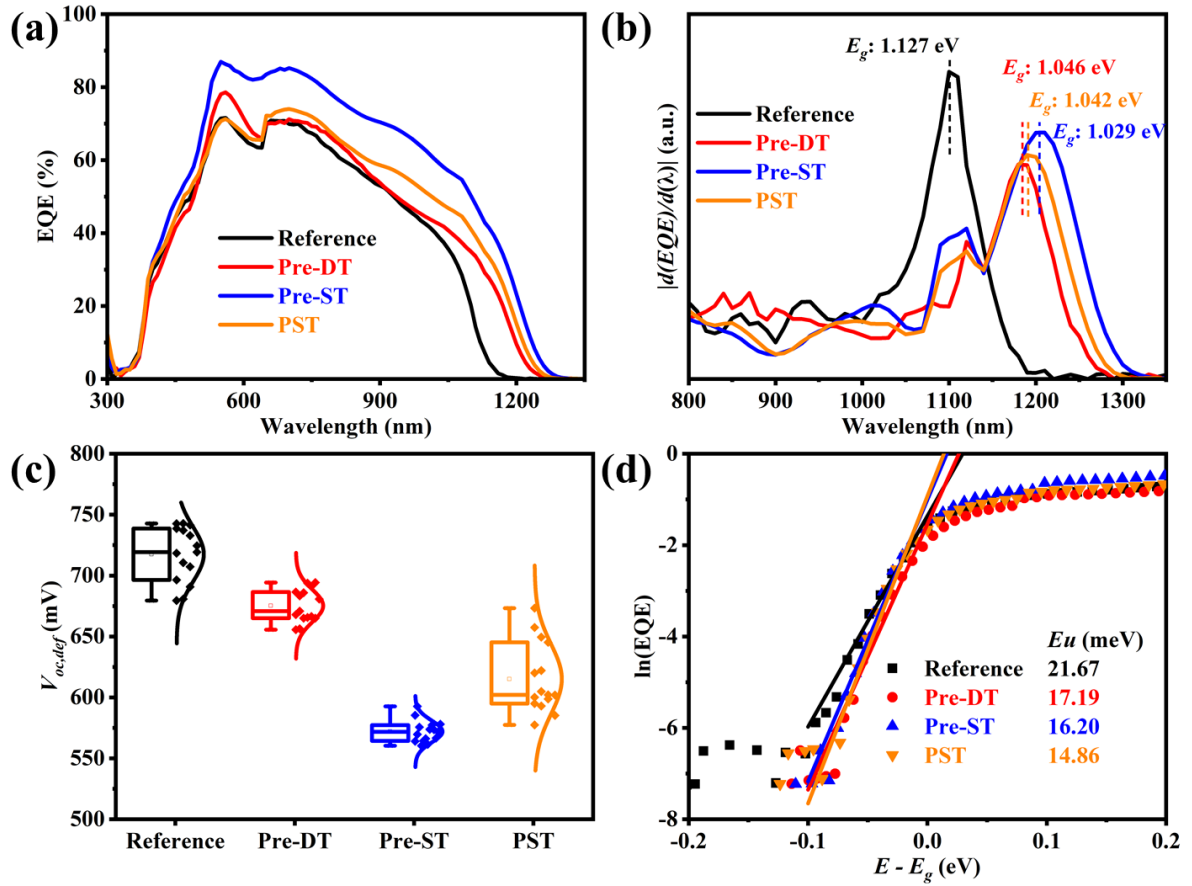 (a)
EQE (%)
100
80
60
40
20
0
Reference
Pre-DT
Pre-ST
PST
300
600
900
1200
Wavelength (nm)
(b)
|d(EQE)/d(λ)| (a.u.)
Eg: 1.127 eV
Eg: 1.046 eV
Eg: 1.042 eV
Eg: 1.029 eV
Reference
Pre-DT
Pre-ST
PST
800
900
1000
1100
1200
1300
Wavelength (nm)
(c)
Voc,def (mV)
800
750
700
650
600
550
500
Reference
Pre-DT
Pre-ST
PST
(d)
ln(EQE)
0
-2
-4
-6
-8
Eu (meV)
Reference 21.67
Pre-DT 17.19
Pre-ST 16.20
PST 14.86
-0.2
-0.1
0.0
0.1
0.2
E - Eg (eV)